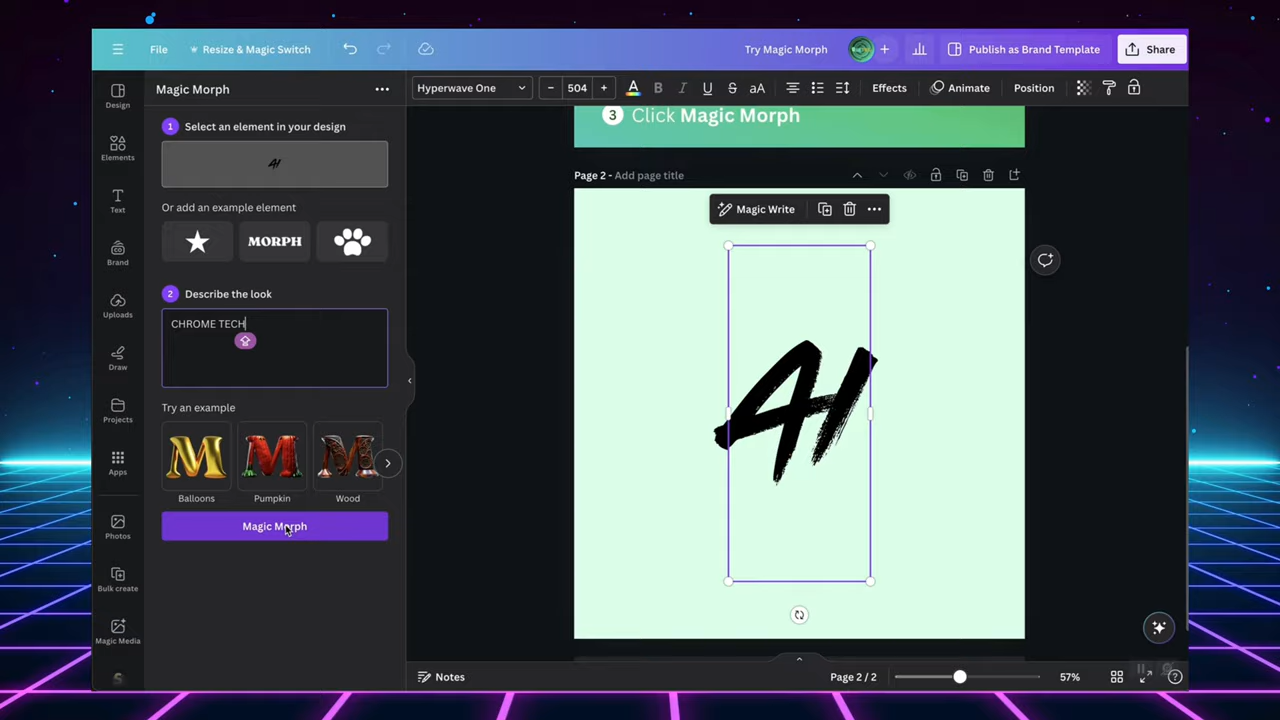 File
Resize & Magic Switch
Try Magic Morph
Publish as Brand Template
Share
Design
Elements
Text
Brand
Uploads
Draw
Projects
Apps
Photos
Bulk create
Magic Media
Magic Morph
1 Select an element in your design
AI
Or add an example element
MORPH
2 Describe the look
CHROME TECH
Try an example
M M M
Balloons Pumpkin Wood
Magic Morph
Hyperwave One
− 504 +
A B I U S aA
Effects
Animate
Position
3 Click Magic Morph
Page 2 - Add page title
Magic Write
AI
Notes
Page 2 / 2
57%